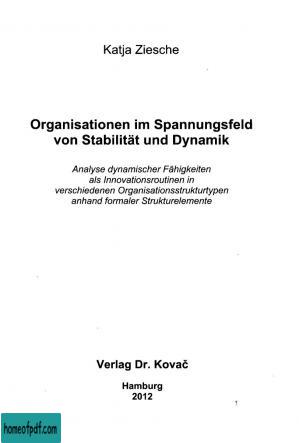 Katja Ziesche
Organisationen im Spannungsfeld
von Stabilität und Dynamik
Analyse dynamischer Fähigkeiten
als Innovationsroutinen in
verschiedenen Organisationsstrukturtypen
anhand formaler Strukturelemente
Verlag Dr. Kovač
Hamburg
2012
homeofpdf.com